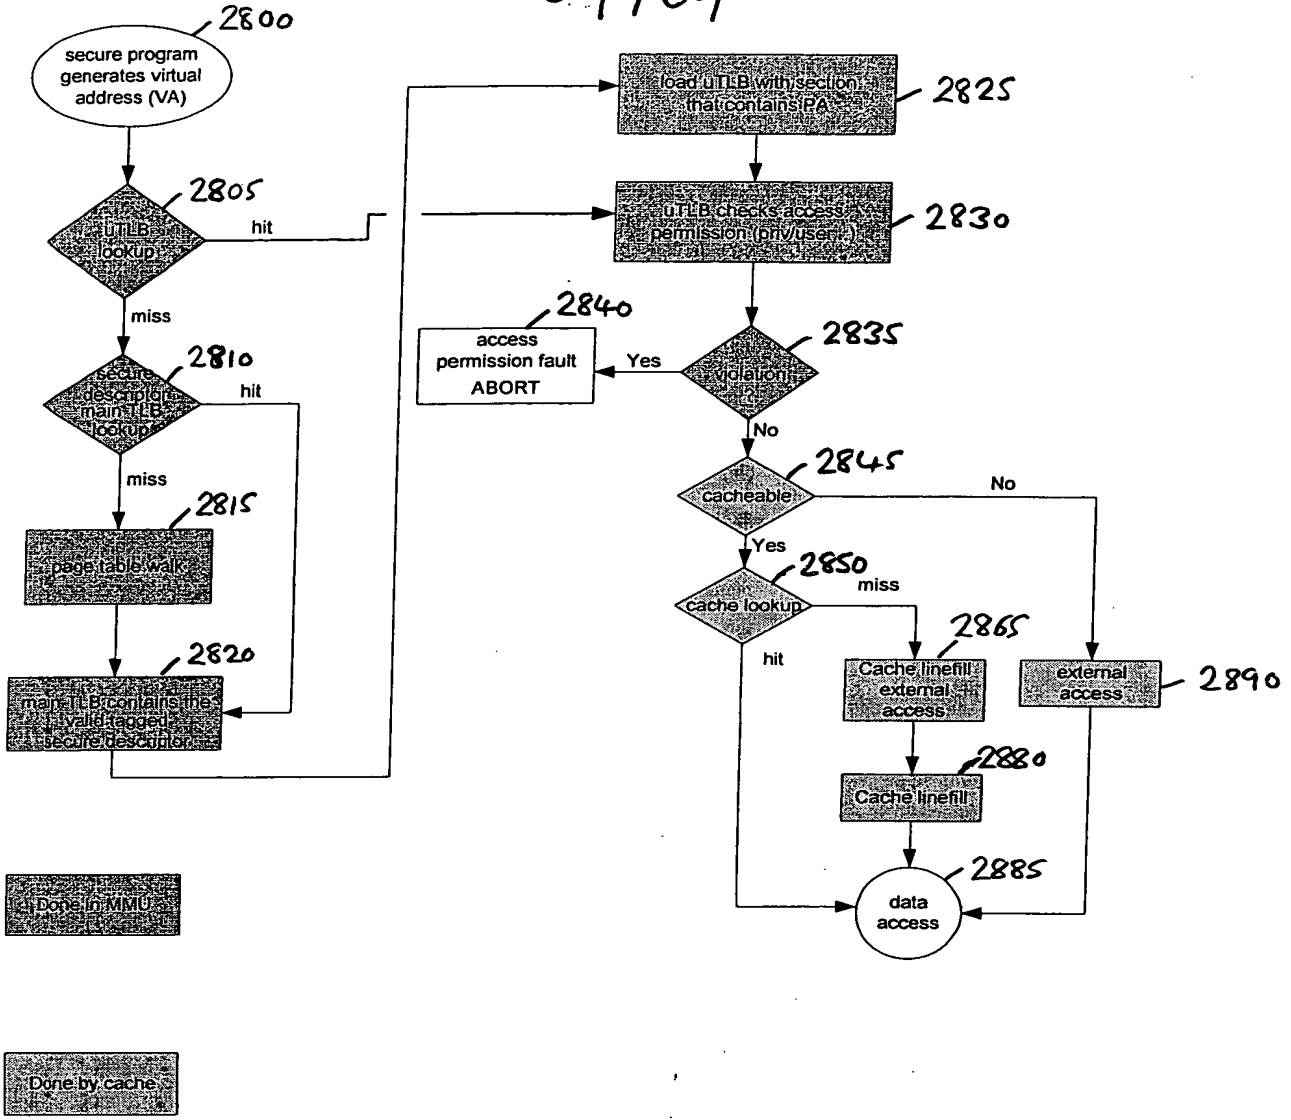 2800
secure program
generates virtual
address (VA)
2805
uTLB
lookup
hit
miss
2810
secure
descriptor
main TLB
lookup
hit
miss
2815
page table walk
2820
main TLB contains the
valid tagged
secure descriptor
load uTLB with section
that contains PA
2825
uTLB checks access
permission (priv/user...)
2830
2835
violation
?
Yes
2840
access
permission fault
ABORT
No
2845
cacheable
No
Yes
2850
cache lookup
miss
hit
2865
Cache linefill
external
access
external
access
2890
2880
Cache linefill
2885
data
access
Done in MMU
Done by cache